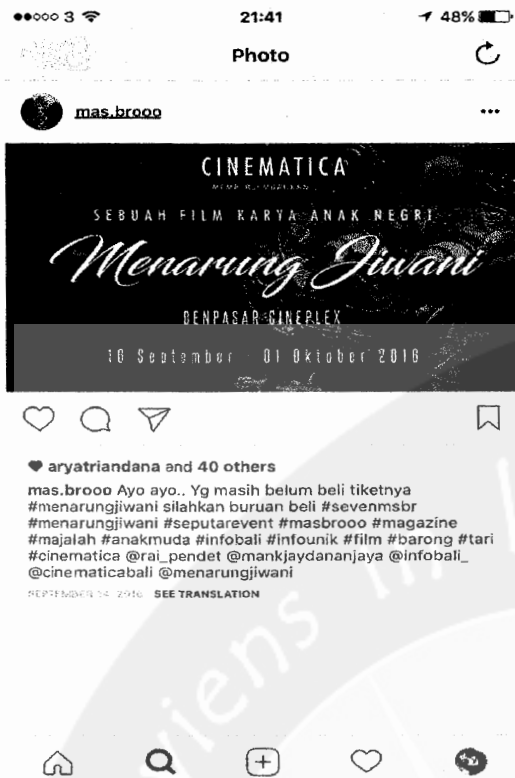 3 21:41 48%
Photo
mas.brooo
CINEMATICA
SEBUAH FILM KARYA ANAK NEGRI
Menarung Jiwani
DENPASAR CINEPLEX
16 September - 01 Oktober 2016
aryatriandana and 40 others
mas.brooo Ayo ayo.. Yg masih belum beli tiketnya
#menarungjiwani silahkan buruan beli #sevenmsbr
#menarungjiwani #seputarevent #masbrooo #magazine
#majalah #anakmuda #infobali #infounik #film #barong #tari
#cinematica @rai_pendet @mankjaydananjaya @infobali_
@cinematicabali @menarungjiwani
SEPTEMBER 14, 2016 SEE TRANSLATION